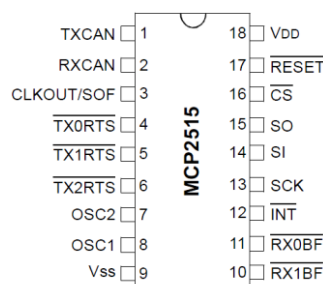 TXCAN 1 18 VDD
RXCAN 2 17 RESET
CLKOUT/SOF 3 16 CS
TX0RTS 4 15 SO
TX1RTS 5 14 SI
TX2RTS 6 13 SCK
OSC2 7 12 INT
OSC1 8 11 RX0BF
Vss 9 10 RX1BF
MCP2515